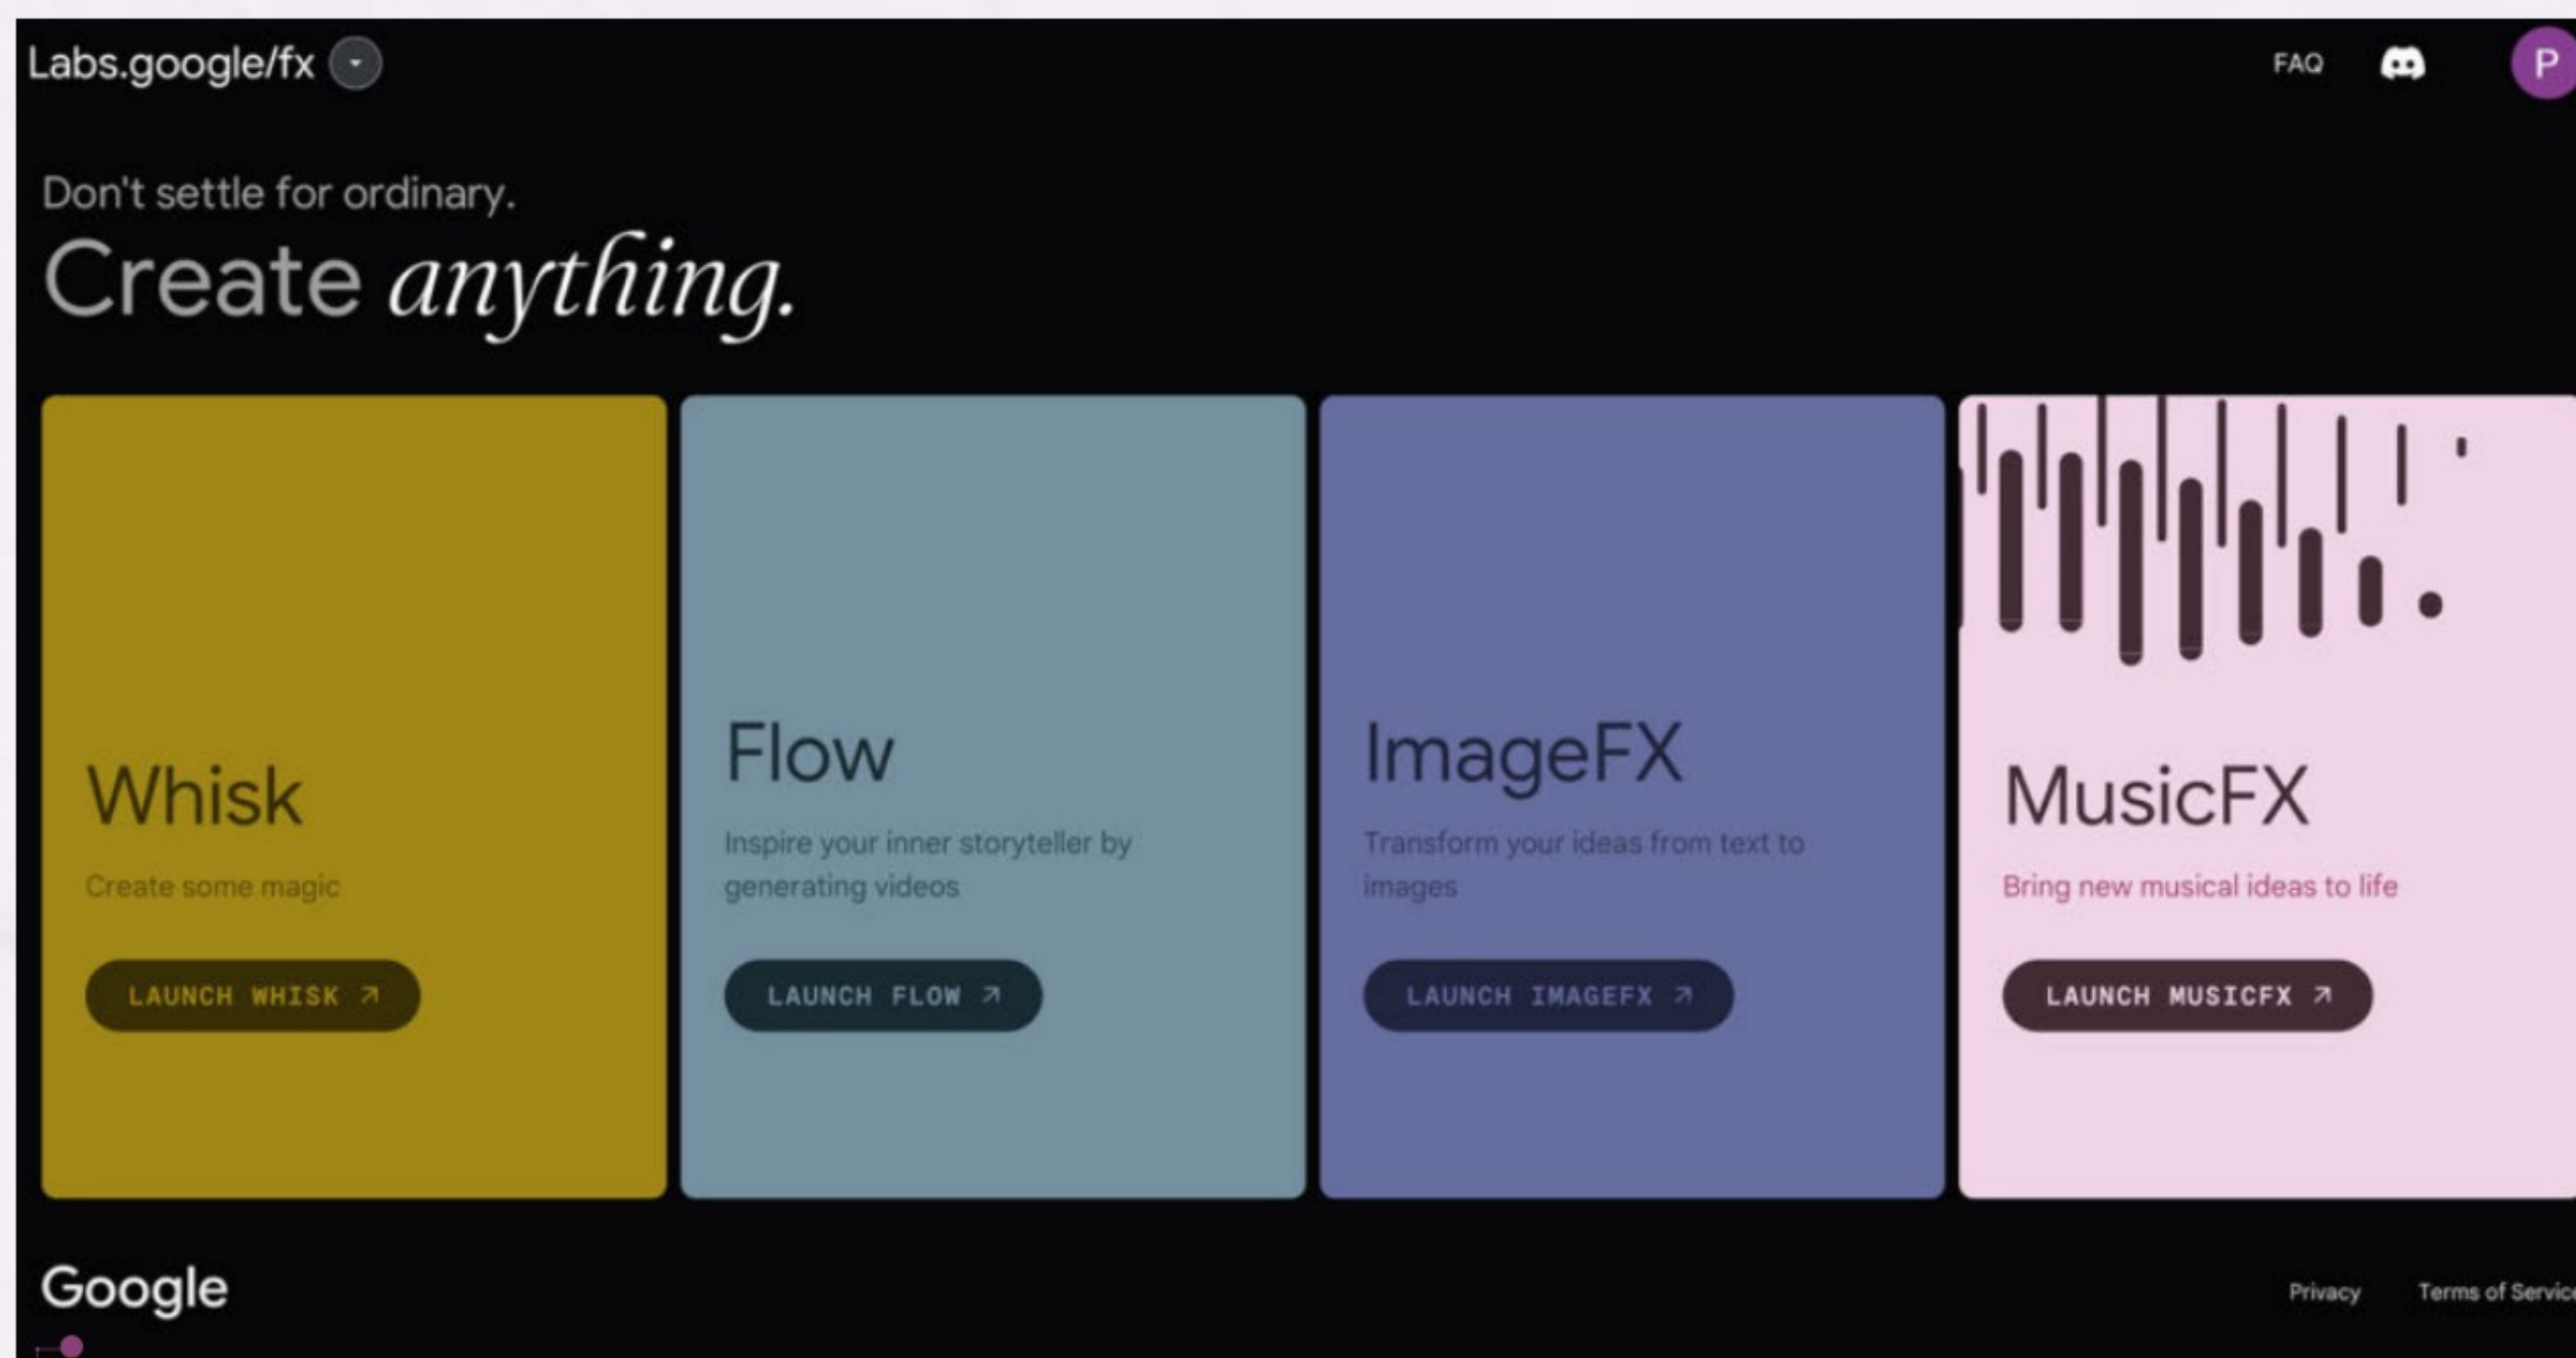 Labs.google/fx
FAQ
P
Don't settle for ordinary.
Create anything.
Whisk
Create some magic
LAUNCH WHISK
Flow
Inspire your inner storyteller by
generating videos
LAUNCH FLOW
ImageFX
Transform your ideas from text to
images
LAUNCH IMAGEFX
MusicFX
Bring new musical ideas to life
LAUNCH MUSICFX
Google
Privacy
Terms of Service